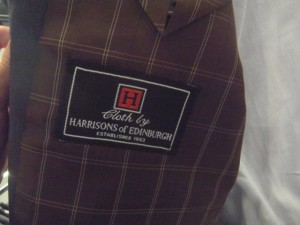 H
Cloth by
HARRISONS of EDINBURGH
ESTABLISHED 1863